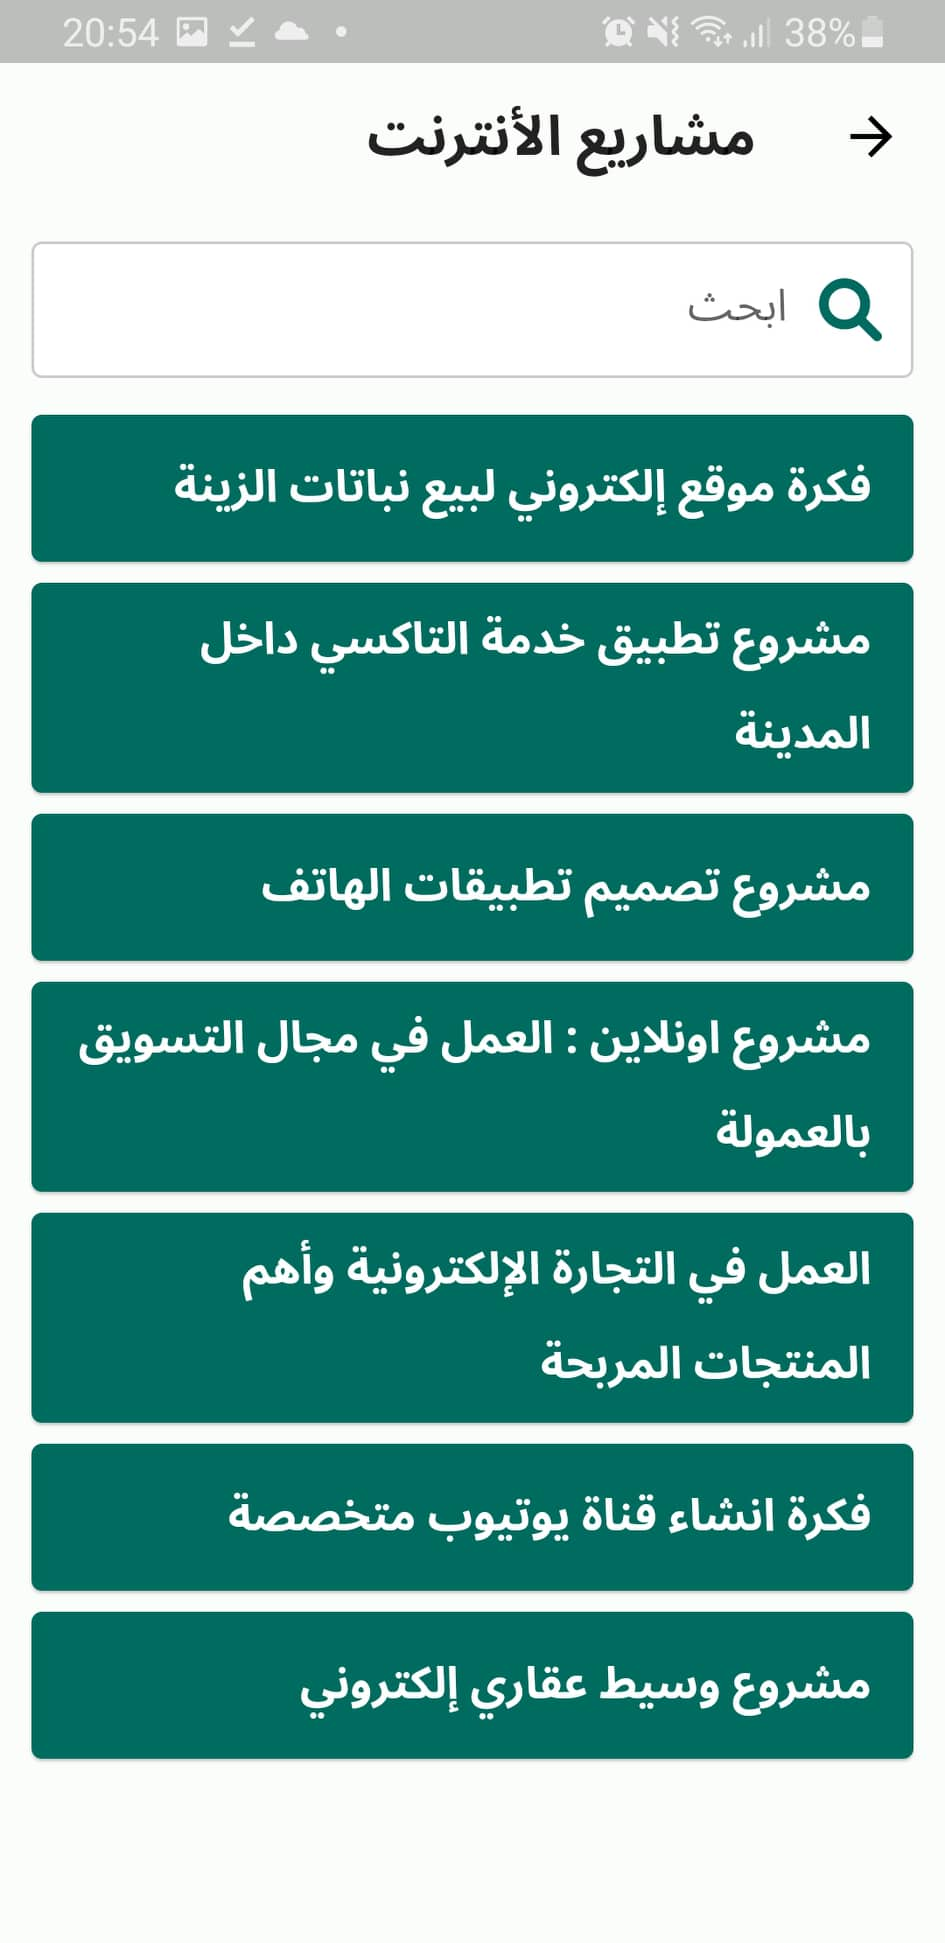 20:54
38%
مشاريع الأنترنت
ابحث
فكرة موقع إلكتروني لبيع نباتات الزينة
مشروع تطبيق خدمة التاكسي داخل
المدينة
مشروع تصميم تطبيقات الهاتف
مشروع اونلاين : العمل في مجال التسويق
بالعمولة
العمل في التجارة الإلكترونية وأهم
المنتجات المربحة
فكرة انشاء قناة يوتيوب متخصصة
مشروع وسيط عقاري إلكتروني